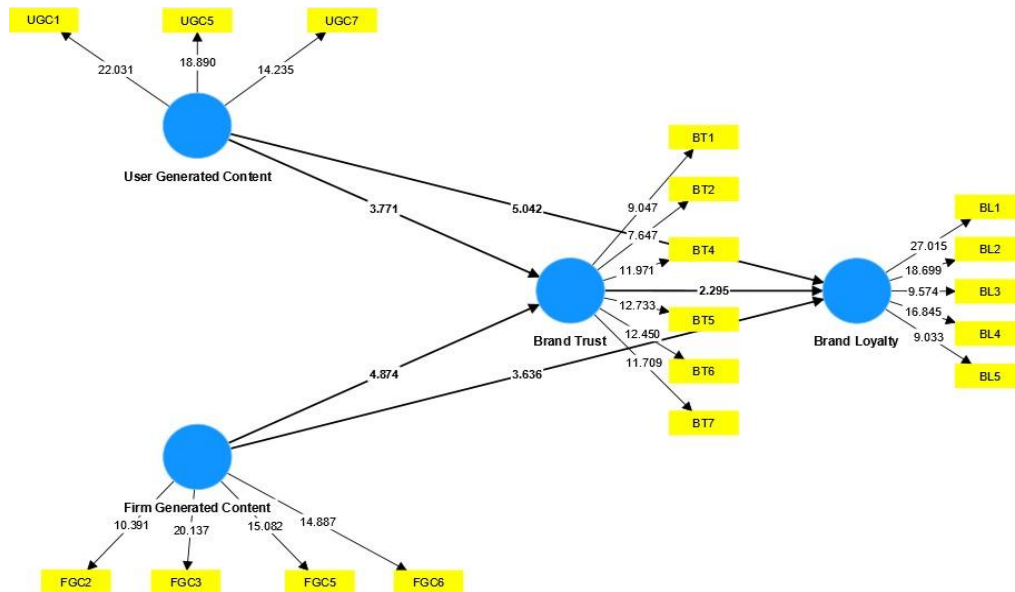 UGC1
UGC5
UGC7
22.031
18.890
14.235
User Generated Content
3.771
5.042
BT1
BT2
BT4
BT5
BT6
BT7
9.047
7.647
11.971
12.733
12.450
11.709
Brand Trust
2.295
BL1
BL2
BL3
BL4
BL5
27.015
18.699
9.574
16.845
9.033
Brand Loyalty
4.874
3.636
Firm Generated Content
10.391
20.137
15.082
14.887
FGC2
FGC3
FGC5
FGC6